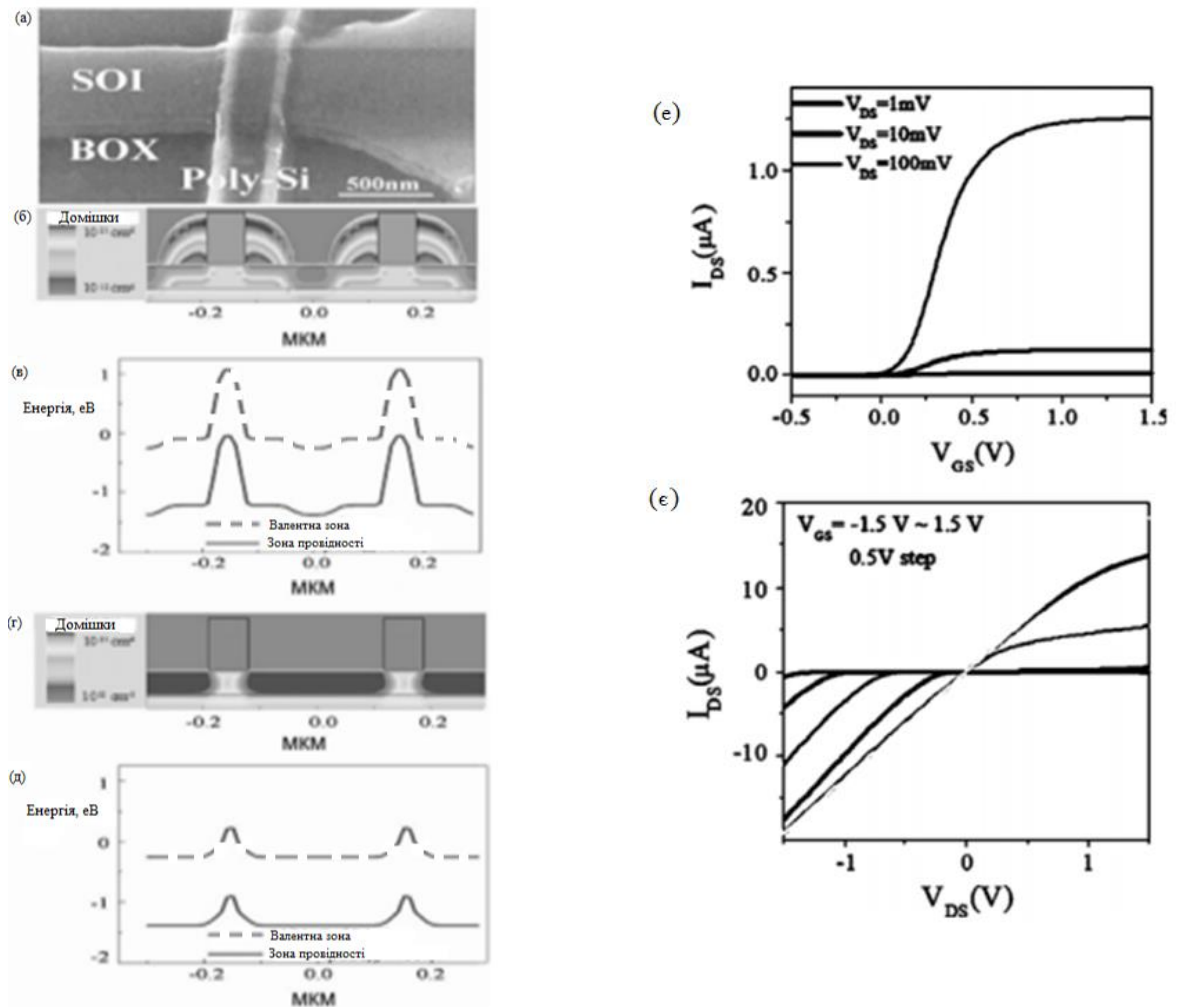 (а)
SOI
BOX
Poly-Si
500nm
(б)
Домішки
-0.2 0.0 0.2
МКМ
(в)
Енергія, еВ
1
0
-1
-2
Валентна зона
Зона провідності
-0.2 0.0 0.2
МКМ
(г)
Домішки
-0.2 0.0 0.2
МКМ
(д)
Енергія, еВ
1
0
-1
-2
Валентна зона
Зона провідності
-0.2 0.0 0.2
МКМ
(е)
V_DS=1mV
V_DS=10mV
V_DS=100mV
I_DS(μA)
1.0
0.5
0.0
-0.5 0.0 0.5 1.0 1.5
V_GS(V)
(є)
V_GS= -1.5 V ~ 1.5 V
0.5V step
I_DS(μA)
20
10
0
-10
-1 0 1
V_DS(V)